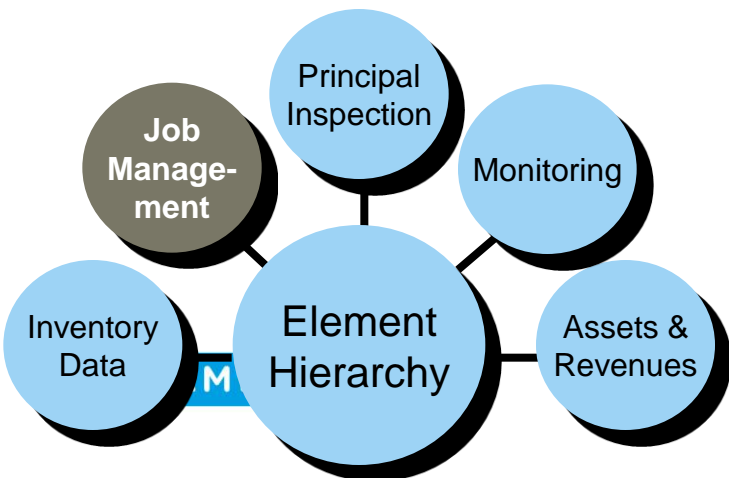 Principal
Inspection
Job
Manage-
ment
Monitoring
Inventory
Data
Element
Hierarchy
Assets &
Revenues
M